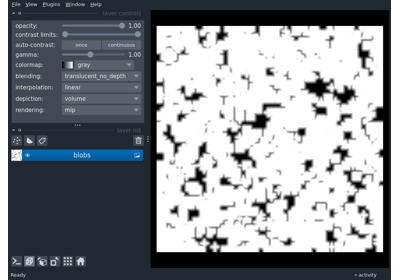 File View Plugins Window Help
layer controls
opacity: 1.00
contrast limits:
auto-contrast: once continuous
gamma: 1.00
colormap: gray
blending: translucent_no_depth
interpolation: linear
depiction: volume
rendering: mip
layer list
blobs
Ready activity